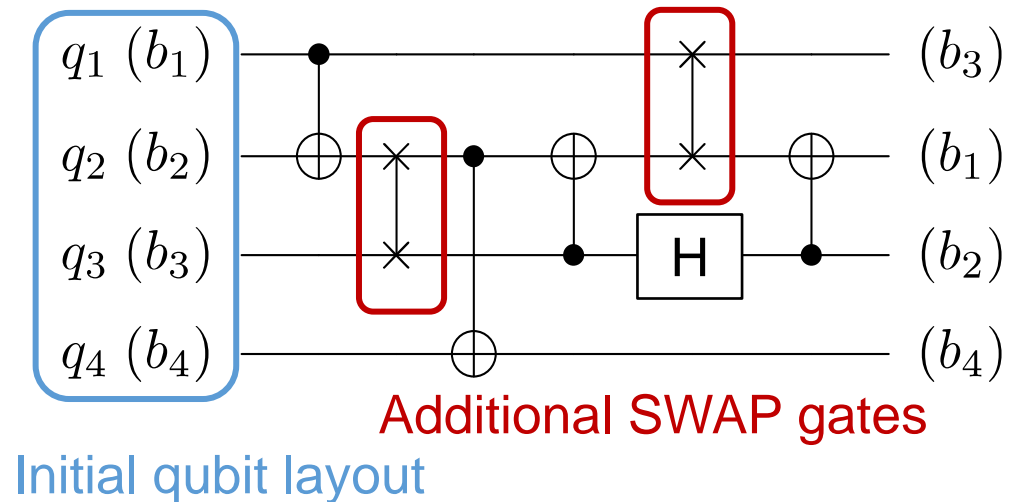 q₁ (b₁) (b₃)
q₂ (b₂) (b₁)
q₃ (b₃) H (b₂)
q₄ (b₄) (b₄)
Additional SWAP gates
Initial qubit layout